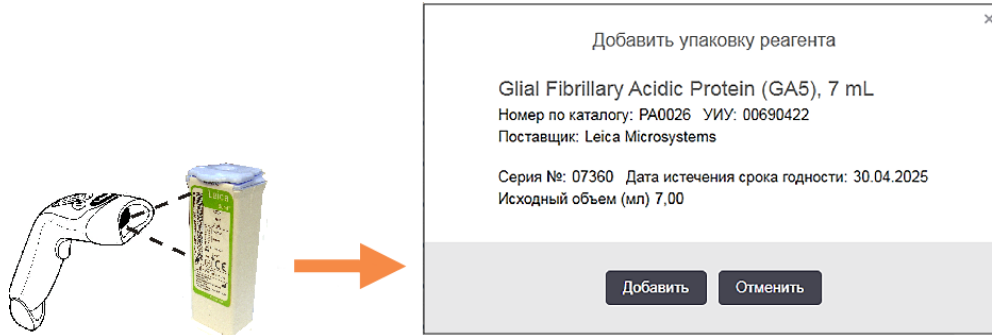 Leica
Добавить упаковку реагента
Glial Fibrillary Acidic Protein (GA5), 7 mL
Номер по каталогу: PA0026 УИУ: 00690422
Поставщик: Leica Microsystems
Серия №: 07360 Дата истечения срока годности: 30.04.2025
Исходный объем (мл) 7,00
Добавить Отменить